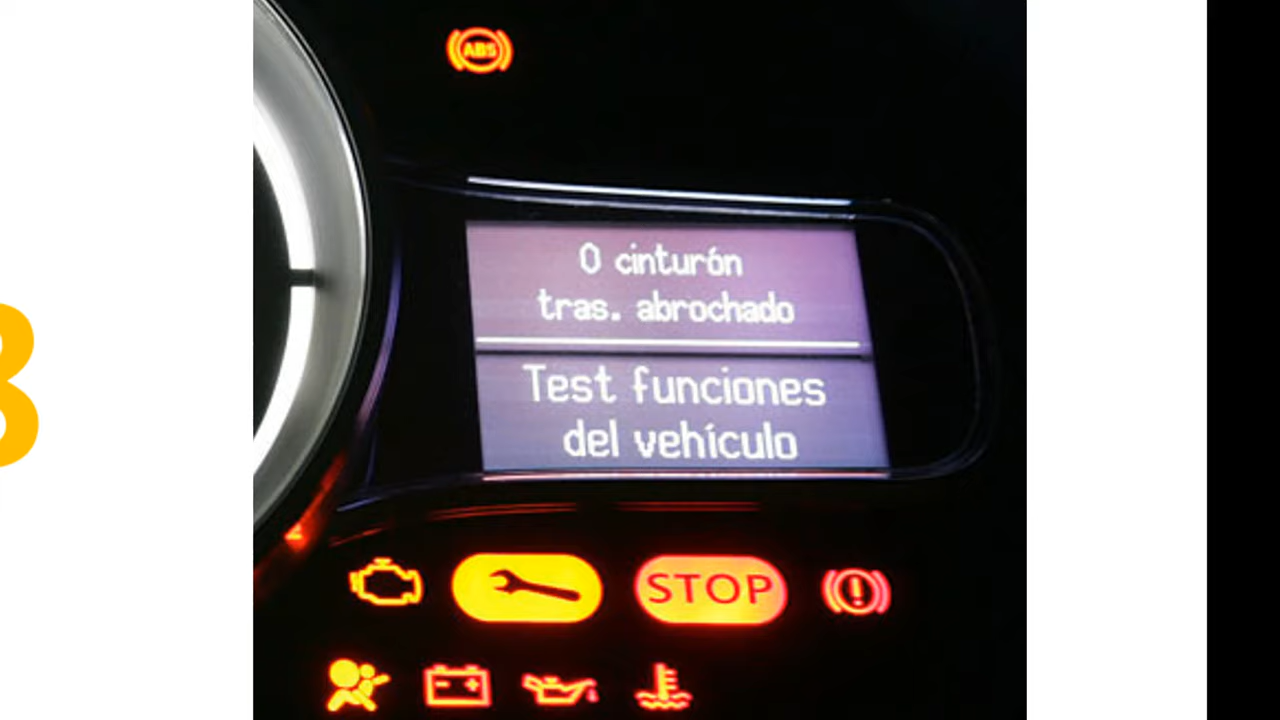 ABS
0 cinturón
tras. abrochado
Test funciones
del vehículo
STOP